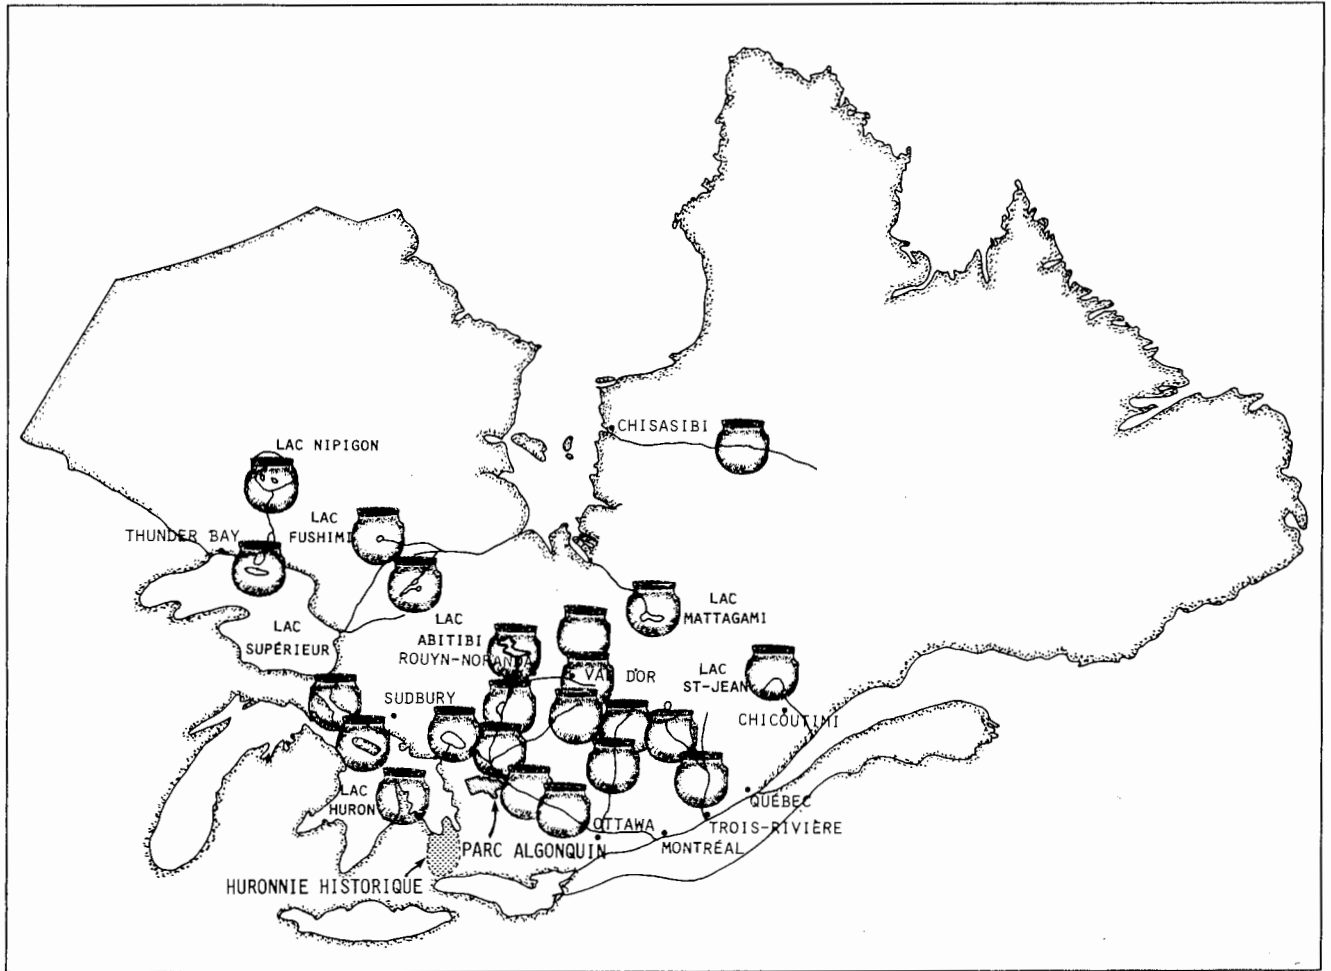 CHISASIBI
LAC NIPIGON
THUNDER BAY
LAC
FUSHIMI
LAC
MATTAGAMI
LAC
SUPÉRIEUR
LAC
ABITIBI
ROUYN-NORANDA
VAL D'OR
LAC
ST-JEAN
SUDBURY
CHICOUTIMI
LAC
HURON
QUÉBEC
OTTAWA
TROIS-RIVIÈRE
MONTRÉAL
PARC ALGONQUIN
HURONNIE HISTORIQUE